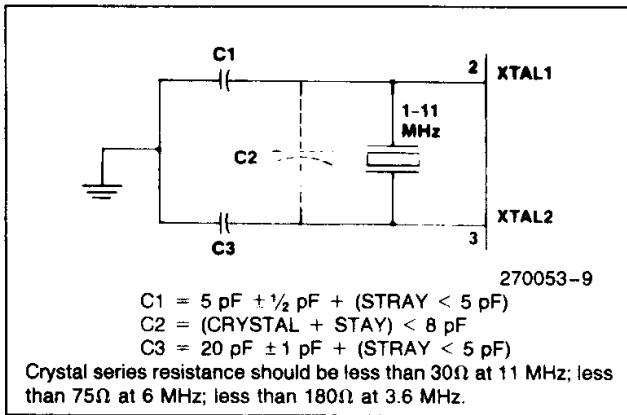 C1
2 XTAL1
1–11
MHz
C2
XTAL2
3
C3
270053–9
C1 = 5 pF ± ½ pF + (STRAY < 5 pF)
C2 = (CRYSTAL + STAY) < 8 pF
C3 = 20 pF ± 1 pF + (STRAY < 5 pF)
Crystal series resistance should be less than 30Ω at 11 MHz; less
than 75Ω at 6 MHz; less than 180Ω at 3.6 MHz.